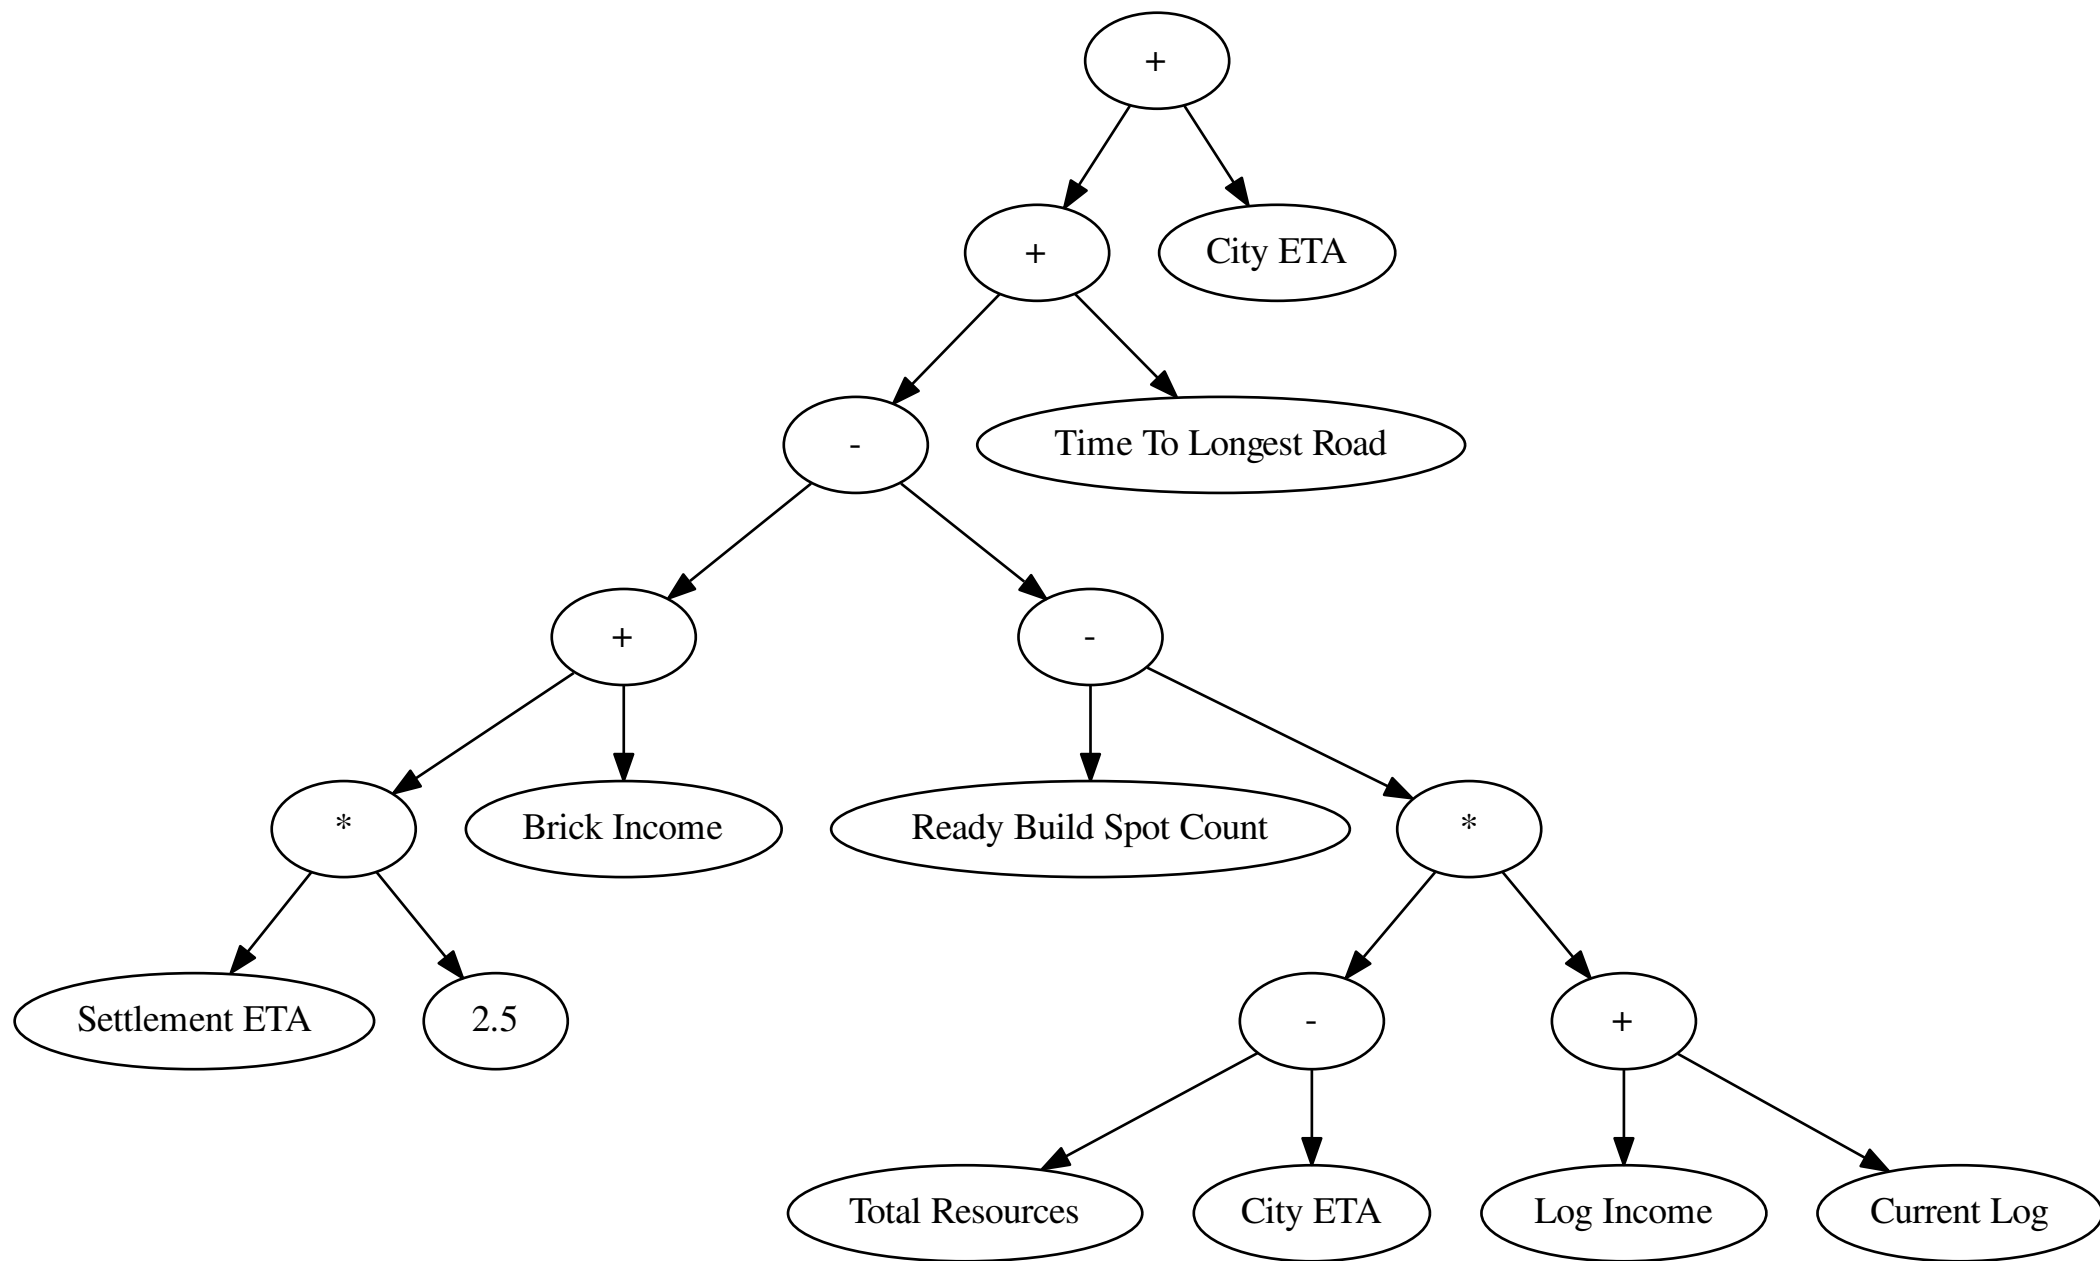 +
+
City ETA
-
Time To Longest Road
+
-
*
Brick Income
Ready Build Spot Count
*
Settlement ETA
2.5
-
+
Total Resources
City ETA
Log Income
Current Log